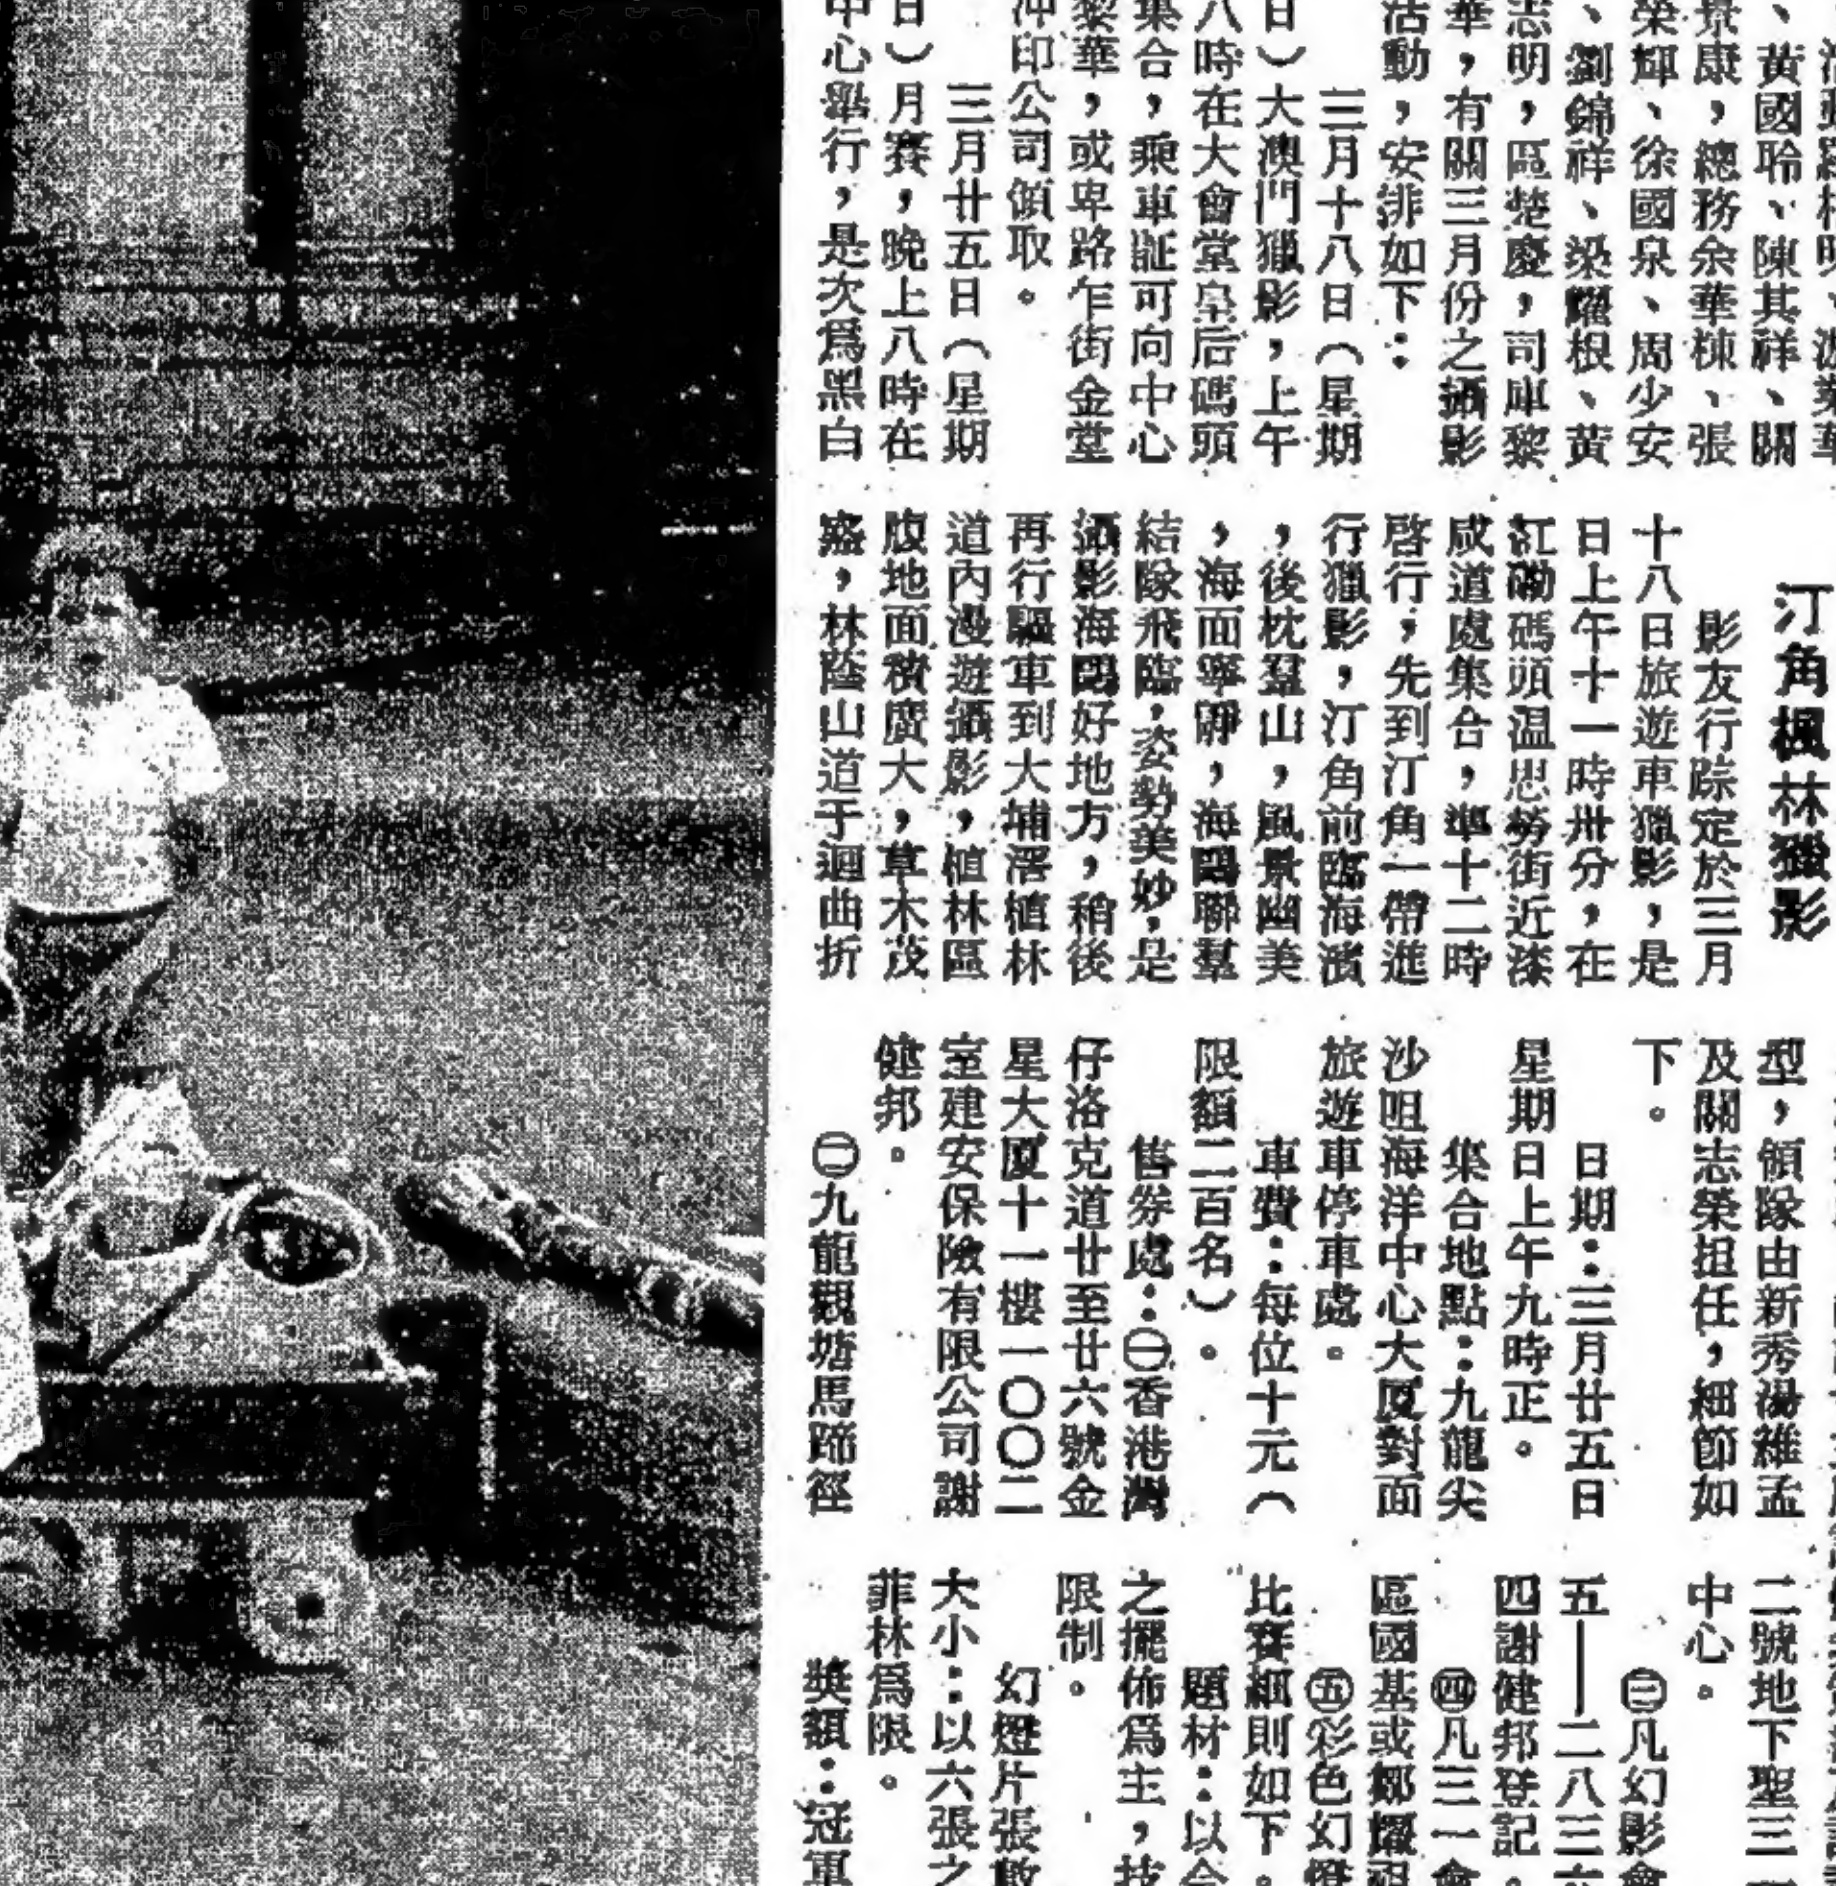 、黃國聆、陳其祥、關
景康，總務余華棟、張
榮輝、徐國泉、周少安
、劉錦祥、梁耀根、黃
志明，區楚慶，司庫黎
華，有關三月份之攝影
活動，安排如下：
三月十八日（星期
日）大澳門獵影，上午
八時在大會堂皇后碼頭
集合，乘車証可向中心
黎華，或卑路乍街金堂
沖印公司領取。
三月廿五日（星期
日）月賽，晚上八時在
中心舉行，是次爲黑白
汀角楓林獵影
影友行踪定於三月
十八日旅遊車獵影，是
日上午十一時卅分，在
紅磡碼頭温思勞街近漆
咸道處集合，準十二時
啓行，先到汀角一帶進
行獵影，汀角前臨海濱
，後枕羣山，風景幽美
，海面寧靜，海鷗聯羣
結隊飛臨，姿勢美妙，是
攝影海鷗好地方，稍後
再行驅車到大埔滘植林
道內漫遊攝影，植林區
腹地面積廣大，草木茂
盛，林蔭山道于迴曲折
型，領隊由新秀湯維孟
及關志榮担任，細節如
下。
日期：三月廿五日
星期日上午九時正。
集合地點：九龍尖
沙咀海洋中心大厦對面
旅遊車停車處。
車費：每位十元（
限額二百名）。
售券處：㊀香港灣
仔洛克道廿至廿六號金
星大厦十一樓一〇〇二
室建安保險有限公司謝
健邦。
㊁九龍觀塘馬蹄徑
二號地下聖三一
中心。
㊂凡幻影會
五——二八三六
四謝健邦登記。
㊃凡三一會
區國基或鄭耀祖
㊄彩色幻燈
比賽細則如下。
題材：以今
之擺佈爲主，技
限制。
幻燈片張數
大小：以六張之
菲林爲限。
獎額：冠軍